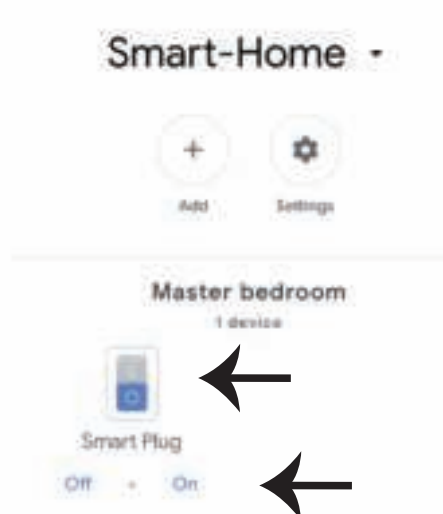 Smart-Home
Add Settings
Master bedroom
1 device
Smart Plug
Off • On